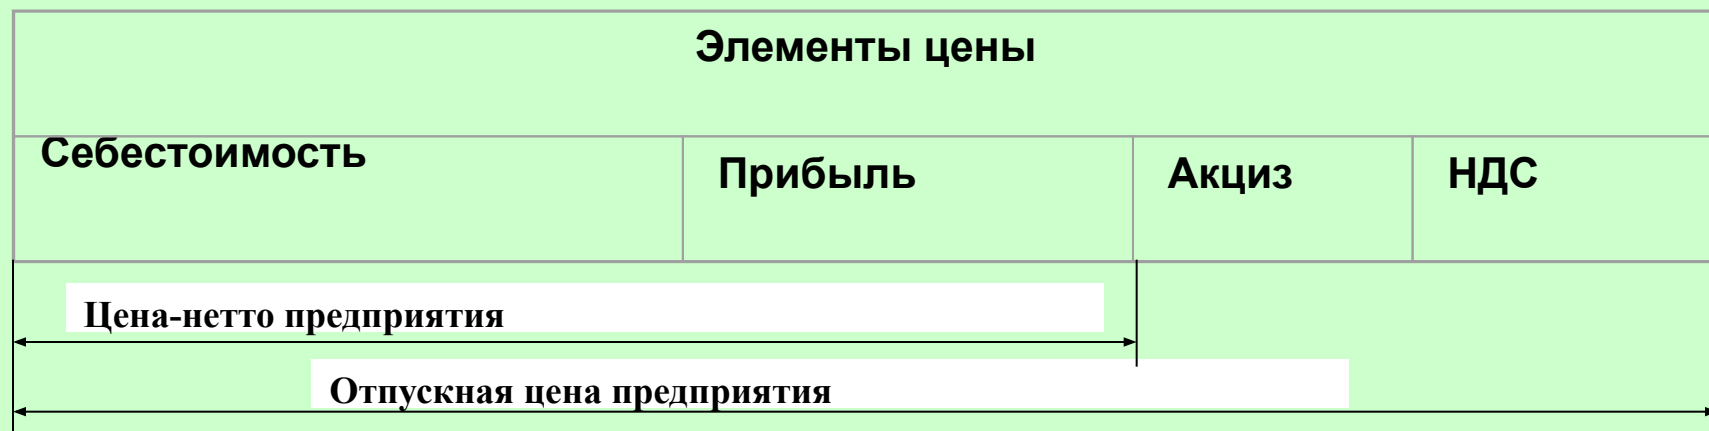 Элементы цены
Себестоимость
Прибыль
Акциз
НДС
Цена-нетто предприятия
Отпускная цена предприятия